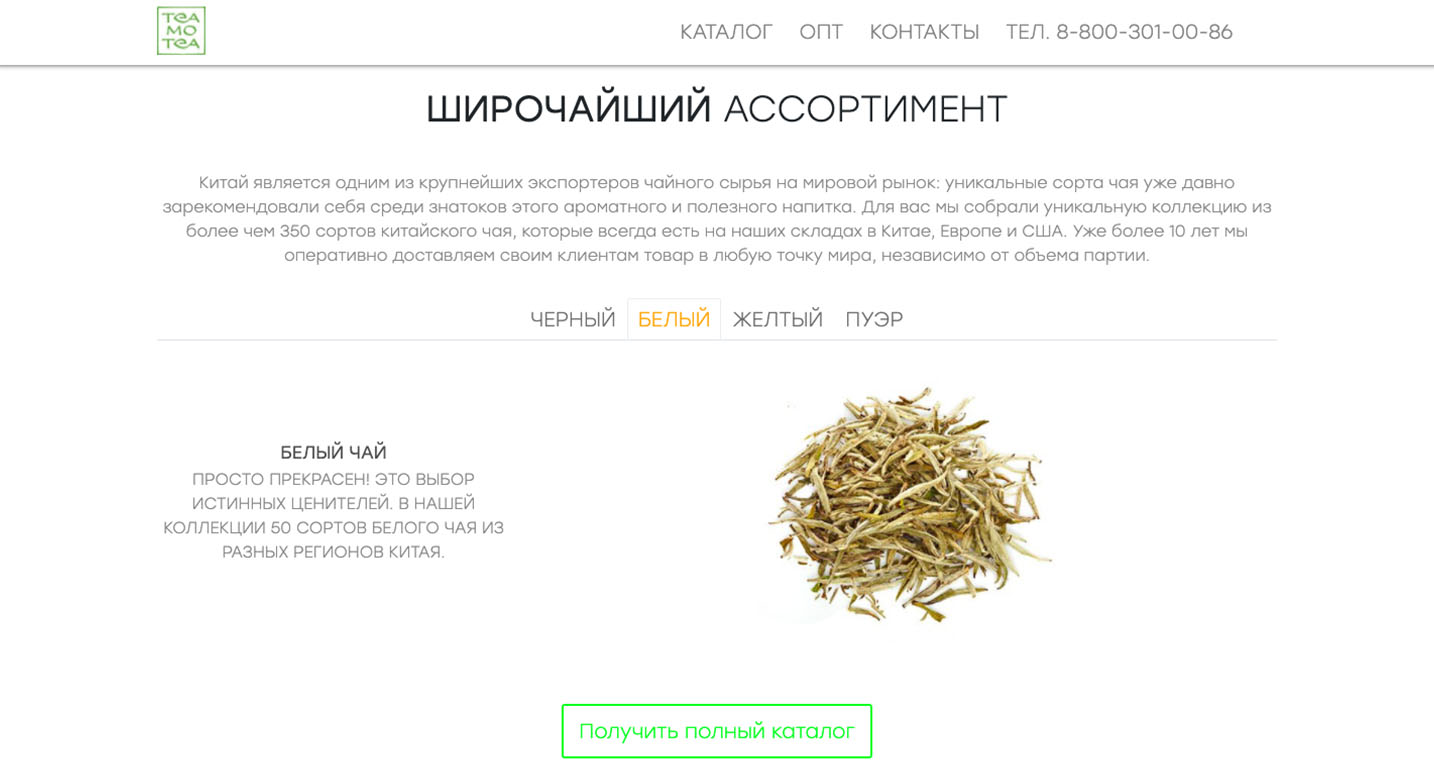 TEA
MO
TEA
КАТАЛОГ ОПТ КОНТАКТЫ ТЕЛ. 8-800-301-00-86
ШИРОЧАЙШИЙ АССОРТИМЕНТ
Китай является одним из крупнейших экспортеров чайного сырья на мировой рынок: уникальные сорта чая уже давно
зарекомендовали себя среди знатоков этого ароматного и полезного напитка. Для вас мы собрали уникальную коллекцию из
более чем 350 сортов китайского чая, которые всегда есть на наших складах в Китае, Европе и США. Уже более 10 лет мы
оперативно доставляем своим клиентам товар в любую точку мира, независимо от объема партии.
ЧЕРНЫЙ БЕЛЫЙ ЖЕЛТЫЙ ПУЭР
БЕЛЫЙ ЧАЙ
ПРОСТО ПРЕКРАСЕН! ЭТО ВЫБОР
ИСТИННЫХ ЦЕНИТЕЛЕЙ. В НАШЕЙ
КОЛЛЕКЦИИ 50 СОРТОВ БЕЛОГО ЧАЯ ИЗ
РАЗНЫХ РЕГИОНОВ КИТАЯ.
Получить полный каталог